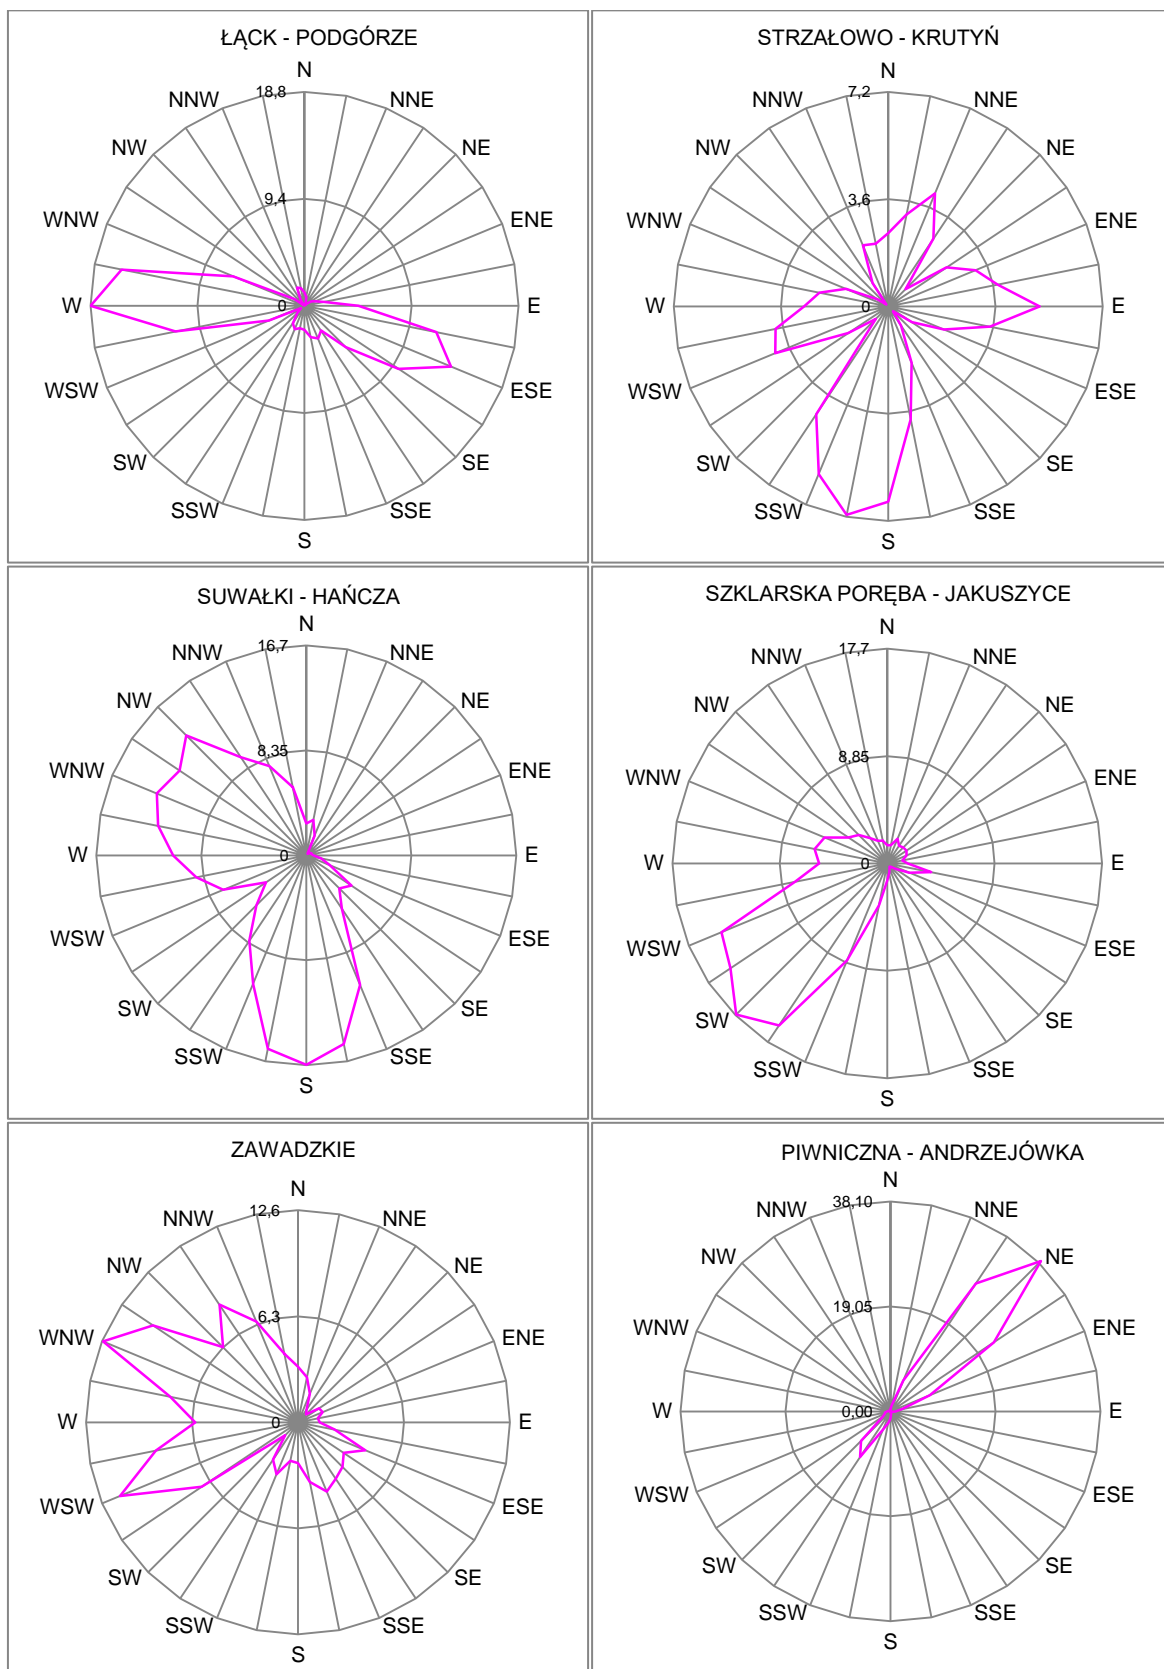 ŁĄCK - PODGÓRZE
N
18,8
NNW
NNE
NW
NE
9,4
WNW
ENE
W
0
E
WSW
ESE
SW
SE
SSW
SSE
S
STRZAŁOWO - KRUTYŃ
N
7,2
NNW
NNE
NW
NE
3,6
WNW
ENE
W
0
E
WSW
ESE
SW
SE
SSW
SSE
S
SUWAŁKI - HAŃCZA
N
16,7
NNW
NNE
NW
NE
8,35
WNW
ENE
W
0
E
WSW
ESE
SW
SE
SSW
SSE
S
SZKLARSKA PORĘBA - JAKUSZYCE
N
17,7
NNW
NNE
NW
NE
8,85
WNW
ENE
W
0
E
WSW
ESE
SW
SE
SSW
SSE
S
ZAWADZKIE
N
12,6
NNW
NNE
NW
NE
6,3
WNW
ENE
W
0
E
WSW
ESE
SW
SE
SSW
SSE
S
PIWNICZNA - ANDRZEJÓWKA
N
38,10
NNW
NNE
NW
NE
19,05
WNW
ENE
W
0,00
E
WSW
ESE
SW
SE
SSW
SSE
S